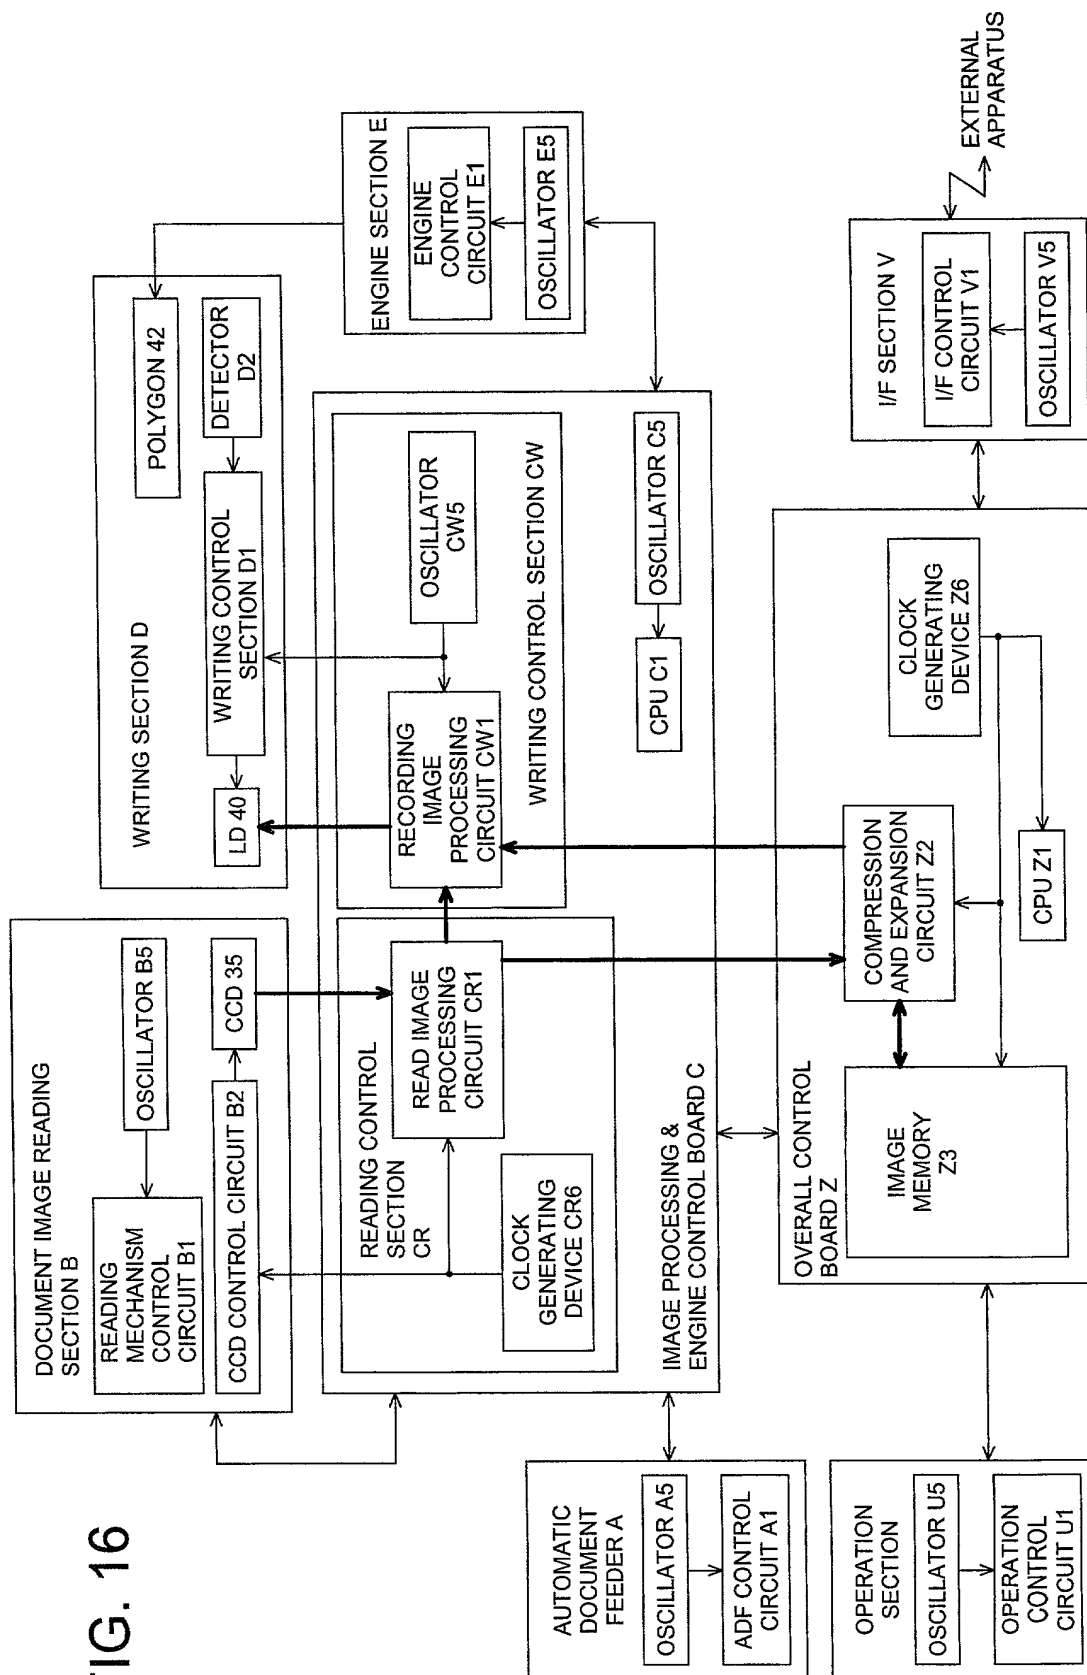 FIG. 16
DOCUMENT IMAGE READING
SECTION B
READING
MECHANISM
CONTROL
CIRCUIT B1
OSCILLATOR B5
CCD CONTROL CIRCUIT B2
CCD 35
WRITING SECTION D
LD 40
WRITING CONTROL
SECTION D1
DETECTOR
D2
POLYGON 42
ENGINE SECTION E
ENGINE
CONTROL
CIRCUIT E1
OSCILLATOR E5
READING CONTROL
SECTION
CR
READ IMAGE
PROCESSING
CIRCUIT CR1
CLOCK
GENERATING
DEVICE CR6
RECORDING
IMAGE
PROCESSING
CIRCUIT CW1
OSCILLATOR
CW5
WRITING CONTROL SECTION CW
IMAGE PROCESSING &
ENGINE CONTROL BOARD C
CPU C1
OSCILLATOR C5
AUTOMATIC
DOCUMENT
FEEDER A
OSCILLATOR A5
ADF CONTROL
CIRCUIT A1
OPERATION
SECTION
OSCILLATOR U5
OPERATION
CONTROL
CIRCUIT U1
OVERALL CONTROL
BOARD Z
IMAGE
MEMORY
Z3
COMPRESSION
AND EXPANSION
CIRCUIT Z2
CLOCK
GENERATING
DEVICE Z6
CPU Z1
I/F SECTION V
I/F CONTROL
CIRCUIT V1
OSCILLATOR V5
EXTERNAL
APPARATUS